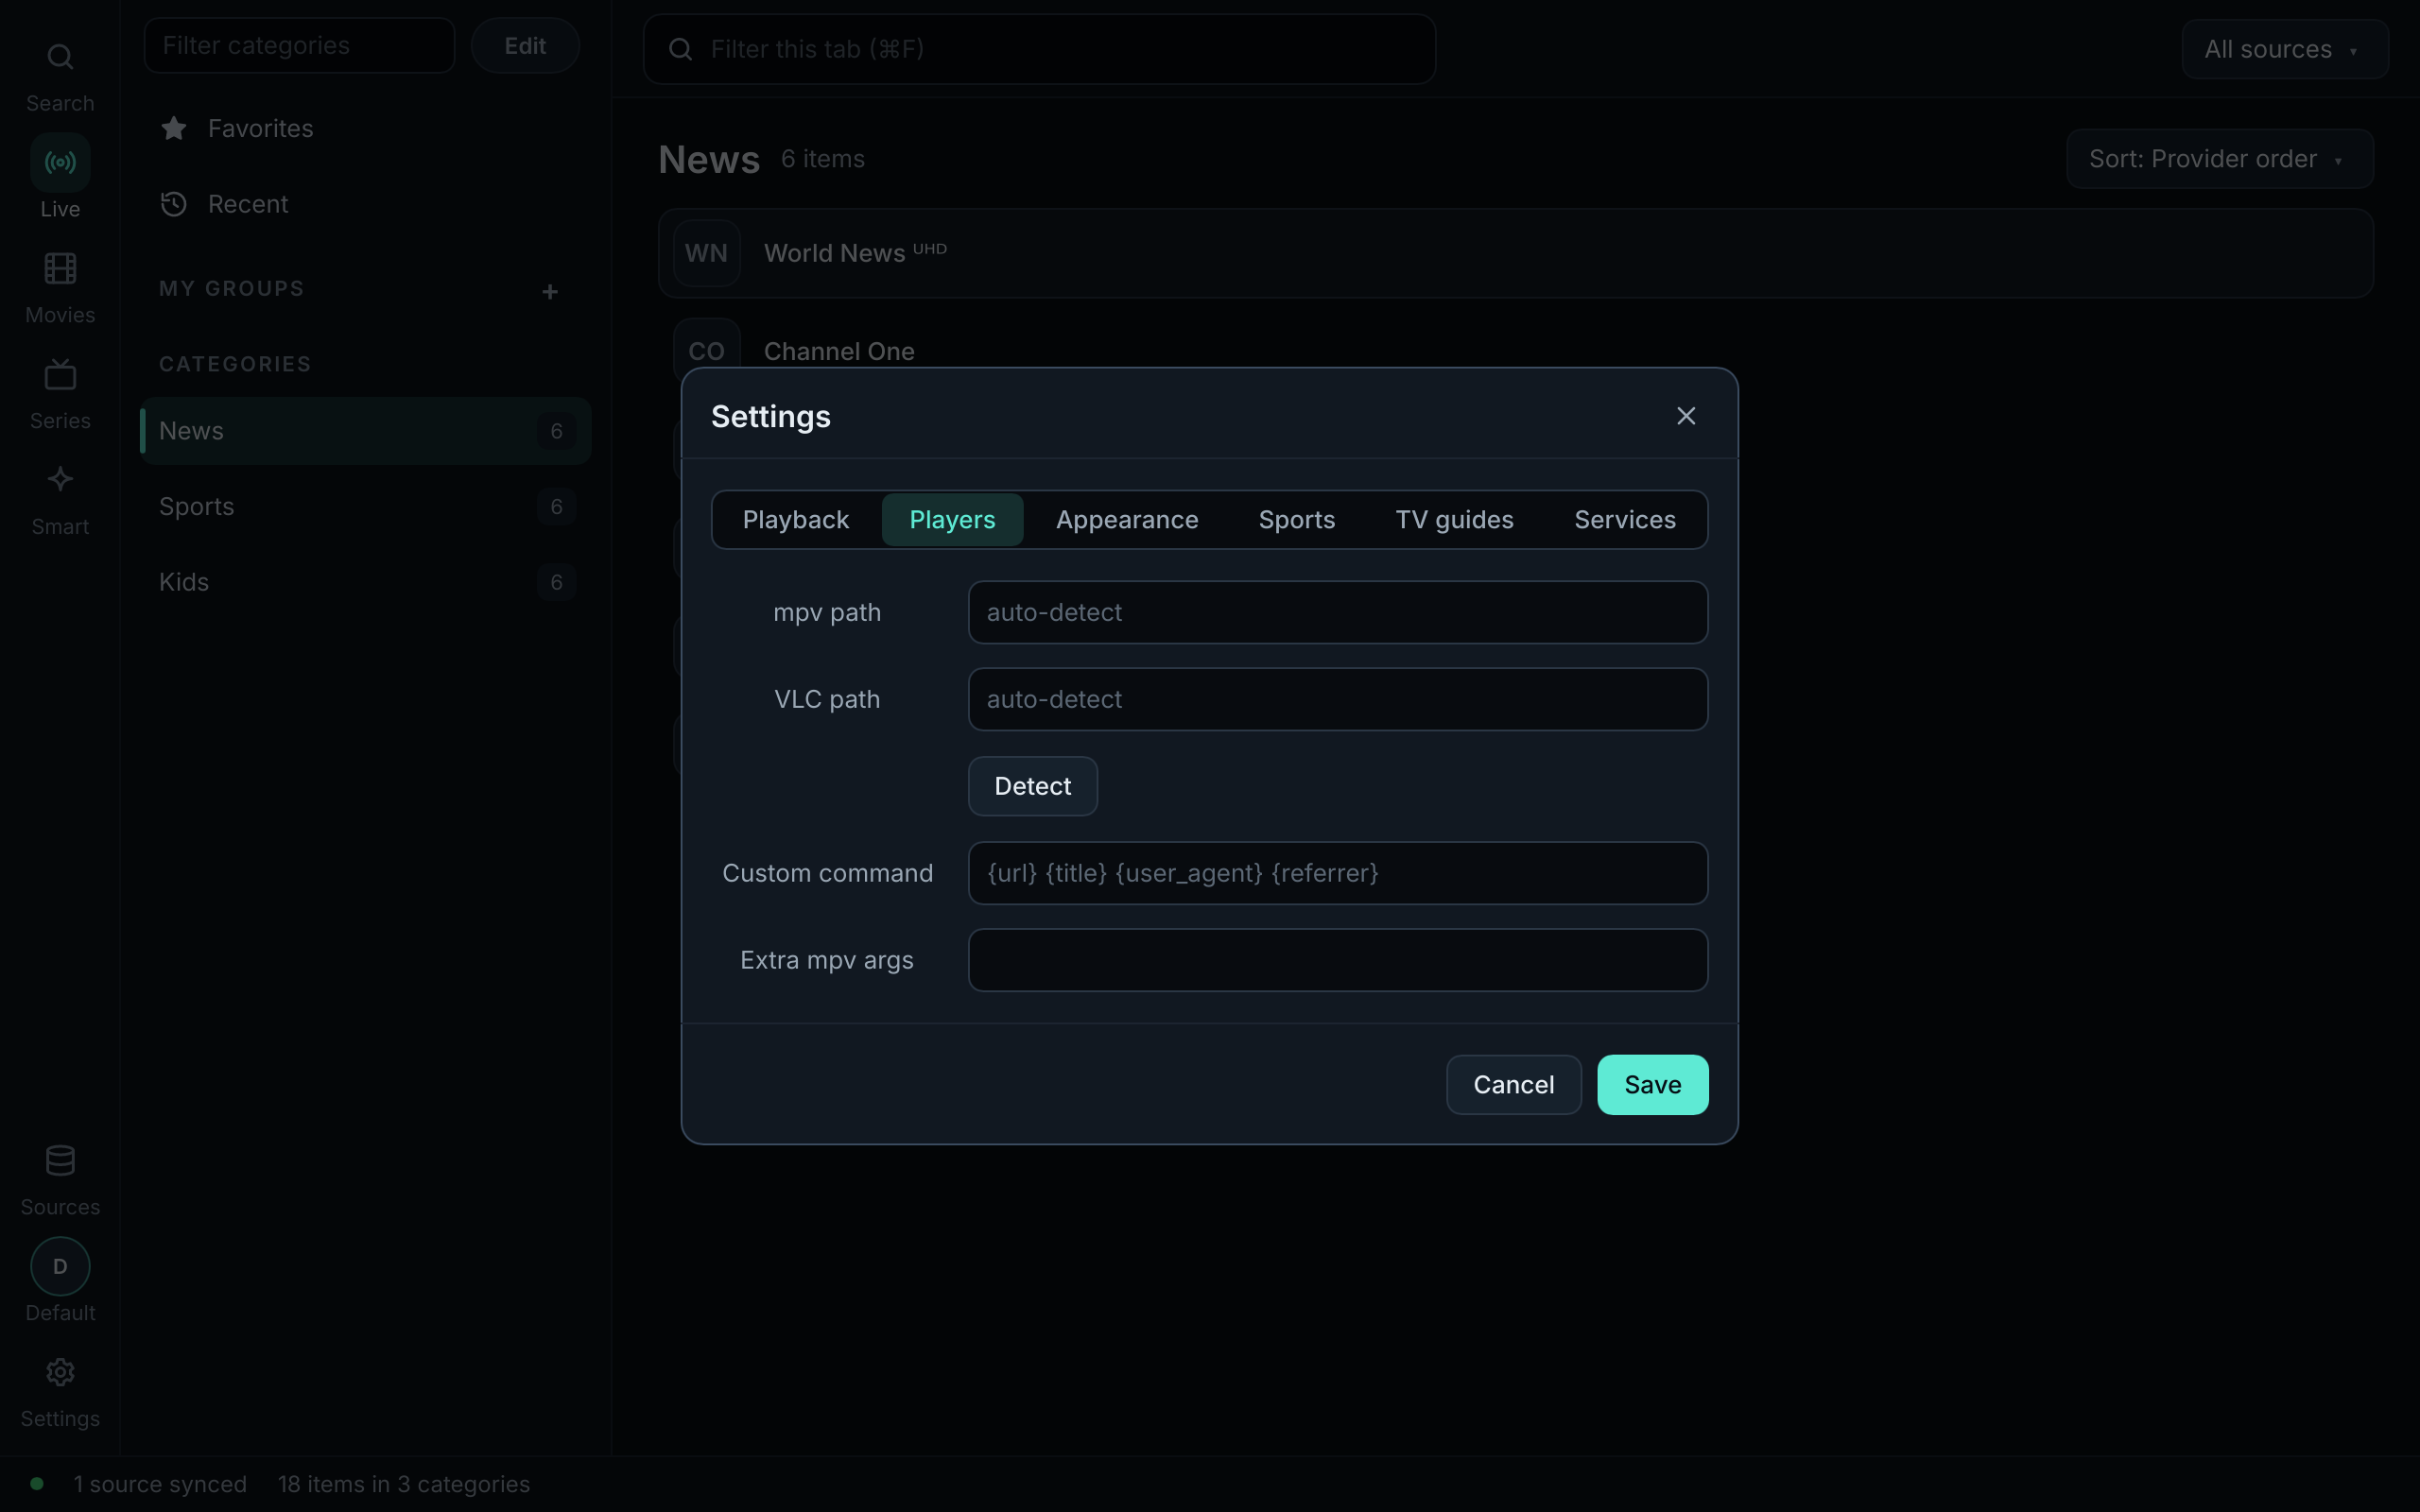 Search
Live
Movies
Series
Smart
Sources
D
Default
Settings
Filter categories
Edit
Favorites
Recent
MY GROUPS
+
CATEGORIES
News 6
Sports 6
Kids 6
Filter this tab (⌘F)
All sources ▾
News 6 items
Sort: Provider order ▾
WN World News ᵁᴴᴰ
CO Channel One
Settings
Playback Players Appearance Sports TV guides Services
mpv path auto-detect
VLC path auto-detect
Detect
Custom command {url} {title} {user_agent} {referrer}
Extra mpv args
Cancel Save
1 source synced 18 items in 3 categories